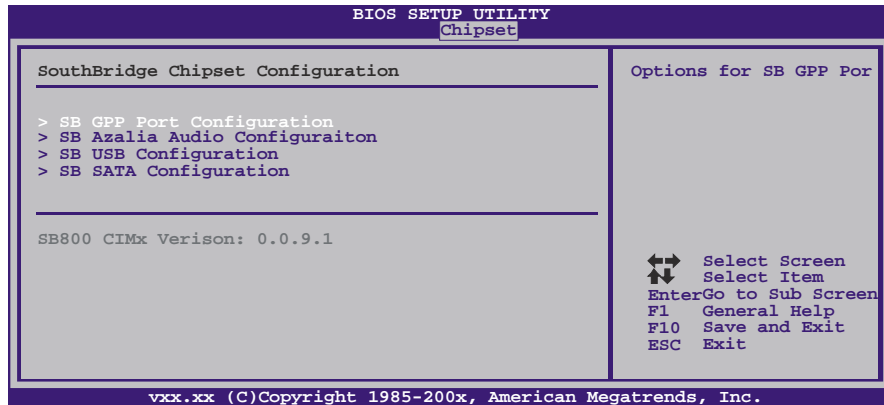 BIOS SETUP UTILITY
Chipset
SouthBridge Chipset Configuration
> SB GPP Port Configuration
> SB Azalia Audio Configuraiton
> SB USB Configuration
> SB SATA Configuration
SB800 CIMx Verison: 0.0.9.1
Options for SB GPP Por
Select Screen
Select Item
EnterGo to Sub Screen
F1 General Help
F10 Save and Exit
ESC Exit
vxx.xx (C)Copyright 1985-200x, American Megatrends, Inc.